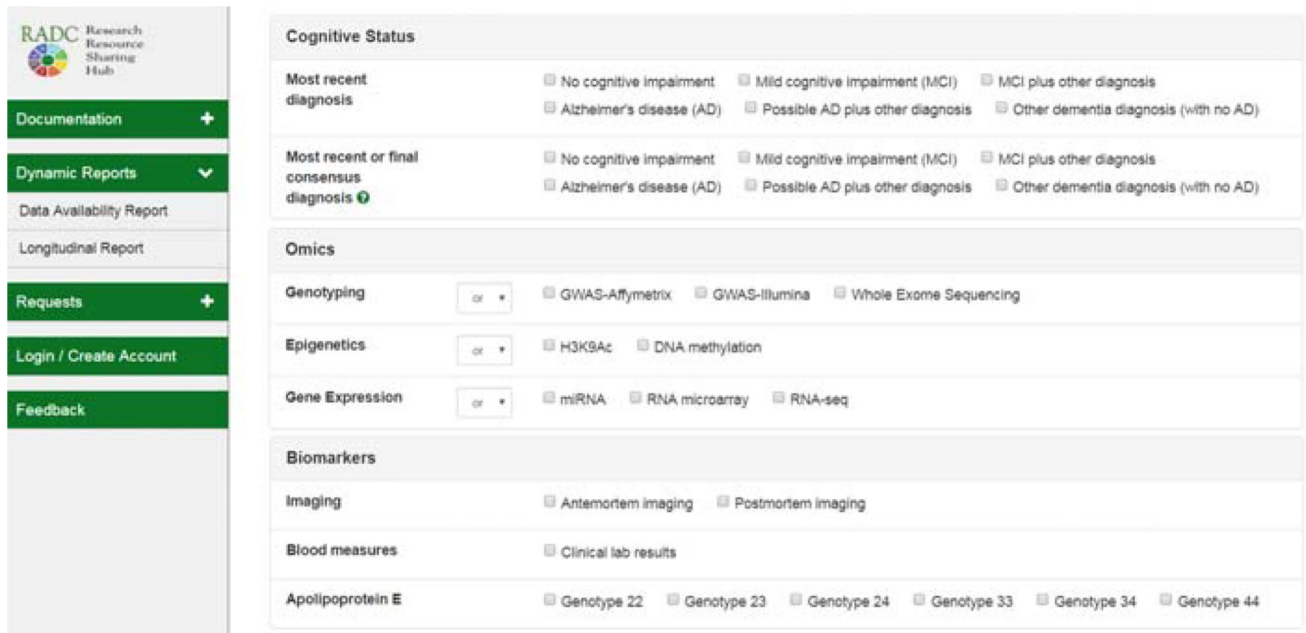 RADC Research
Resource
Sharing
Hub
Documentation
Dynamic Reports
Data Availability Report
Longitudinal Report
Requests
Login / Create Account
Feedback
Cognitive Status
Most recent
diagnosis
No cognitive impairment Mild cognitive impairment (MCI) MCI plus other diagnosis
Alzheimer's disease (AD) Possible AD plus other diagnosis Other dementia diagnosis (with no AD)
Most recent or final
consensus
diagnosis ?
No cognitive impairment Mild cognitive impairment (MCI) MCI plus other diagnosis
Alzheimer's disease (AD) Possible AD plus other diagnosis Other dementia diagnosis (with no AD)
Omics
Genotyping or GWAS-Affymetrix GWAS-Illumina Whole Exome Sequencing
Epigenetics or H3K9Ac DNA methylation
Gene Expression or miRNA RNA microarray RNA-seq
Biomarkers
Imaging Antemortem imaging Postmortem imaging
Blood measures Clinical lab results
Apolipoprotein E Genotype 22 Genotype 23 Genotype 24 Genotype 33 Genotype 34 Genotype 44